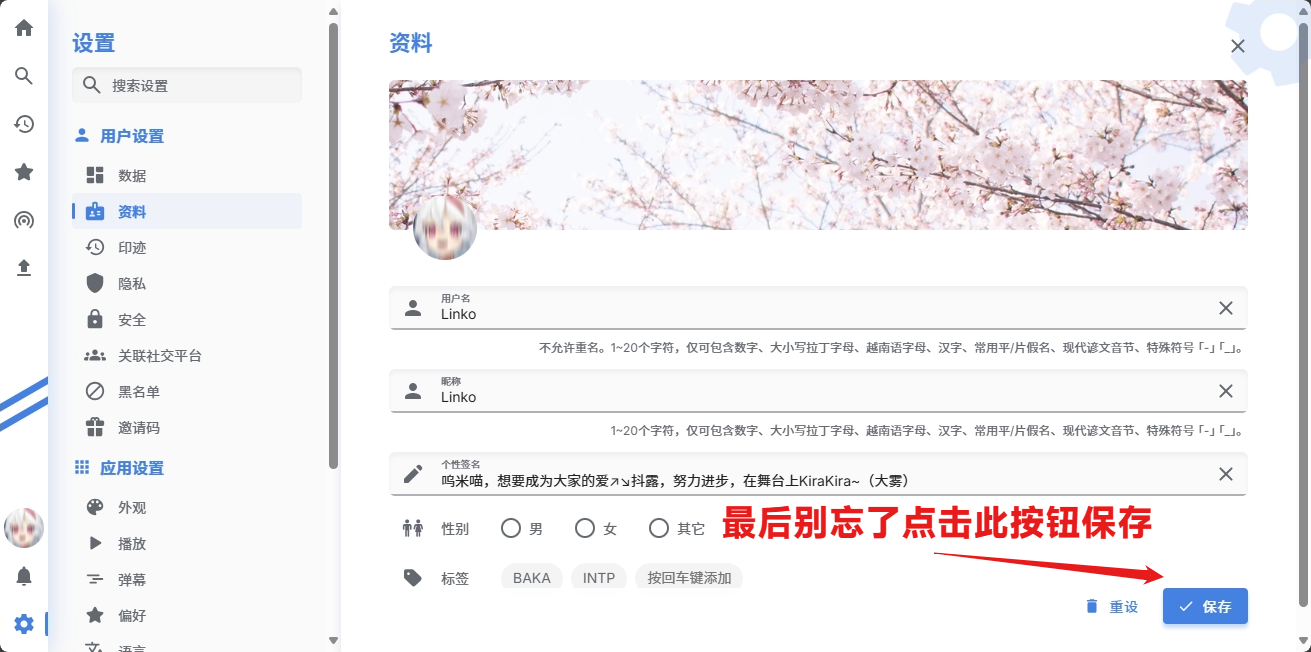 设置
搜索设置
用户设置
数据
资料
印迹
隐私
安全
关联社交平台
黑名单
邀请码
应用设置
外观
播放
弹幕
偏好
语言
资料
用户名
Linko
不允许重名。1~20个字符，仅可包含数字、大小写拉丁字母、越南语字母、汉字、常用平/片假名、现代谚文音节、特殊符号「-」「_」。
昵称
Linko
1~20个字符，仅可包含数字、大小写拉丁字母、越南语字母、汉字、常用平/片假名、现代谚文音节、特殊符号「-」「_」。
个性签名
呜米喵，想要成为大家的爱↗↘抖露，努力进步，在舞台上KiraKira~（大雾）
性别 男 女 其它
最后别忘了点击此按钮保存
标签 BAKA INTP 按回车键添加
重设 保存